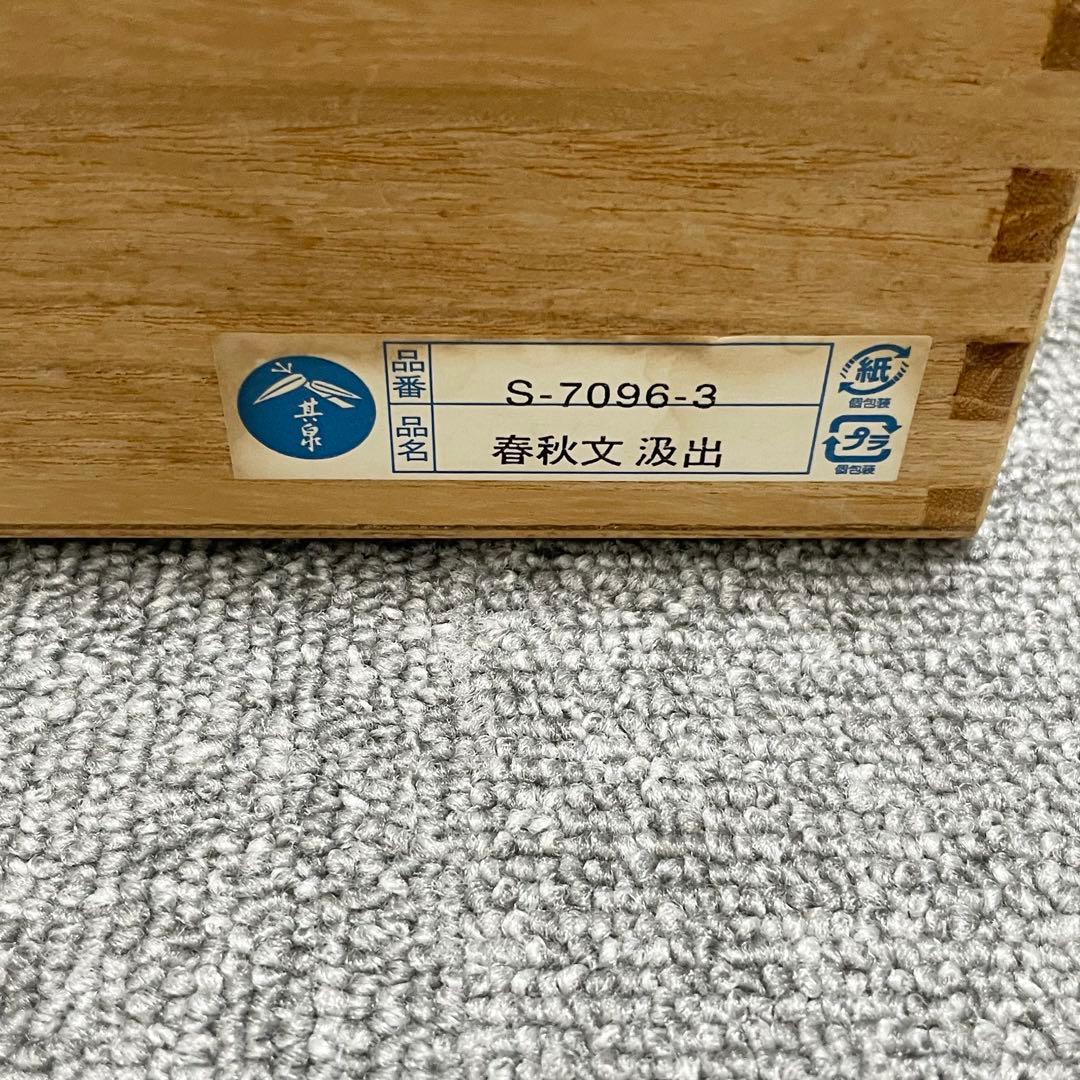 其泉
品番 S-7096-3
品名 春秋文 汲出
紙
個包装
プラ
個包装